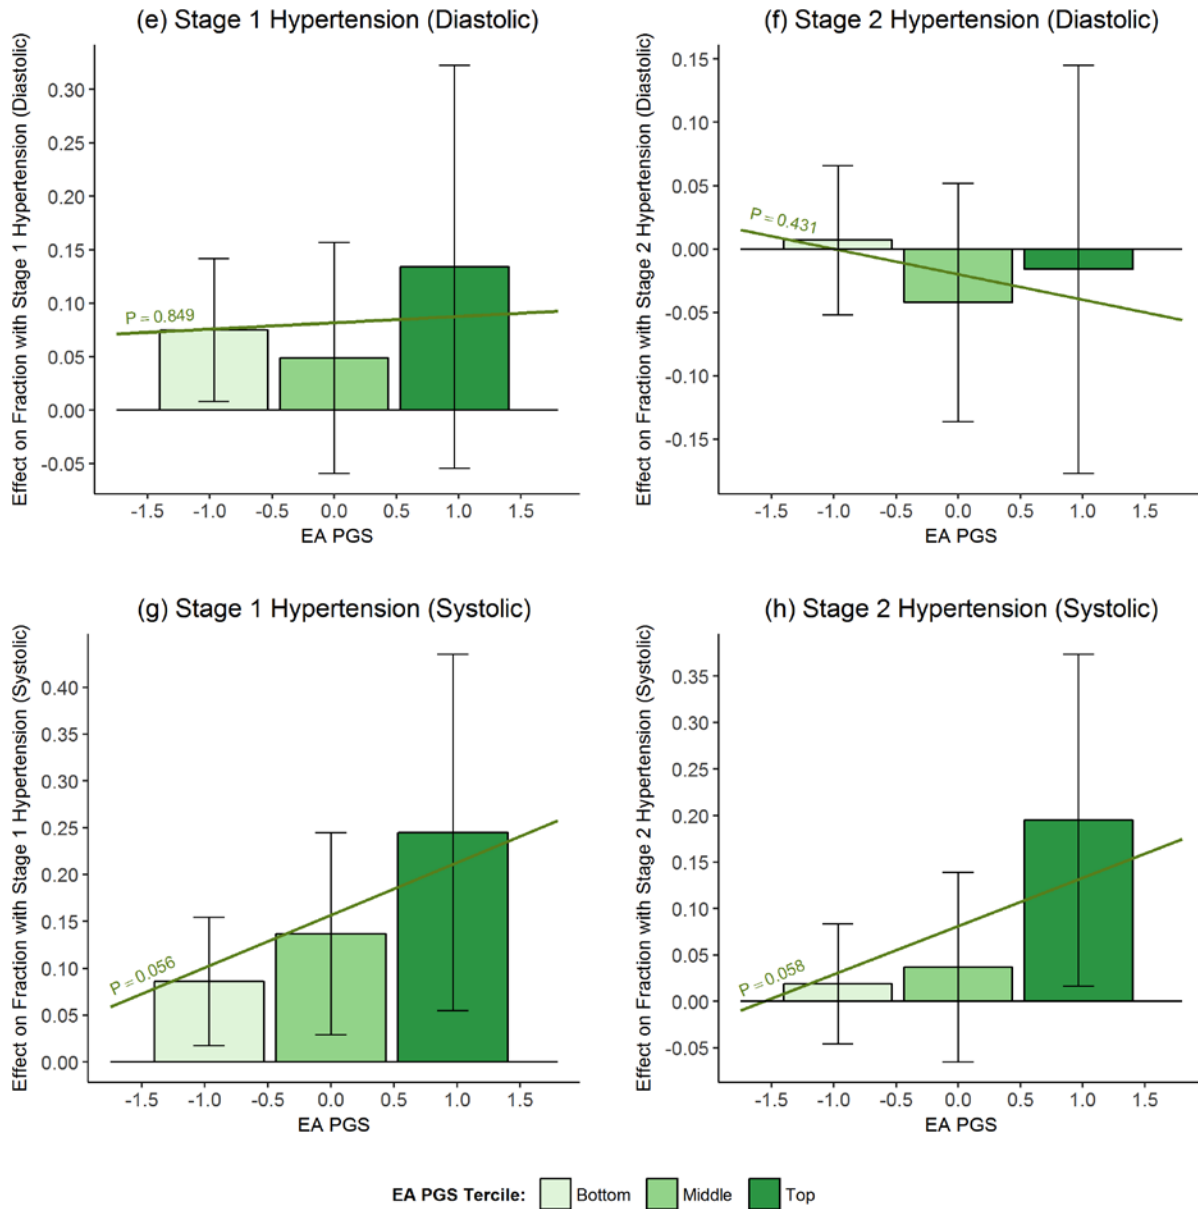 (e) Stage 1 Hypertension (Diastolic)
Effect on Fraction with Stage 1 Hypertension (Diastolic)
0.30
0.25
0.20
0.15
0.10
0.05
0.00
-0.05
P = 0.849
-1.5 -1.0 -0.5 0.0 0.5 1.0 1.5
EA PGS
(f) Stage 2 Hypertension (Diastolic)
Effect on Fraction with Stage 2 Hypertension (Diastolic)
0.15
0.10
0.05
0.00
-0.05
-0.10
-0.15
P = 0.431
-1.5 -1.0 -0.5 0.0 0.5 1.0 1.5
EA PGS
(g) Stage 1 Hypertension (Systolic)
Effect on Fraction with Stage 1 Hypertension (Systolic)
0.40
0.35
0.30
0.25
0.20
0.15
0.10
0.05
0.00
P = 0.056
-1.5 -1.0 -0.5 0.0 0.5 1.0 1.5
EA PGS
(h) Stage 2 Hypertension (Systolic)
Effect on Fraction with Stage 2 Hypertension (Systolic)
0.35
0.30
0.25
0.20
0.15
0.10
0.05
0.00
-0.05
P = 0.058
-1.5 -1.0 -0.5 0.0 0.5 1.0 1.5
EA PGS
EA PGS Tercile: Bottom Middle Top